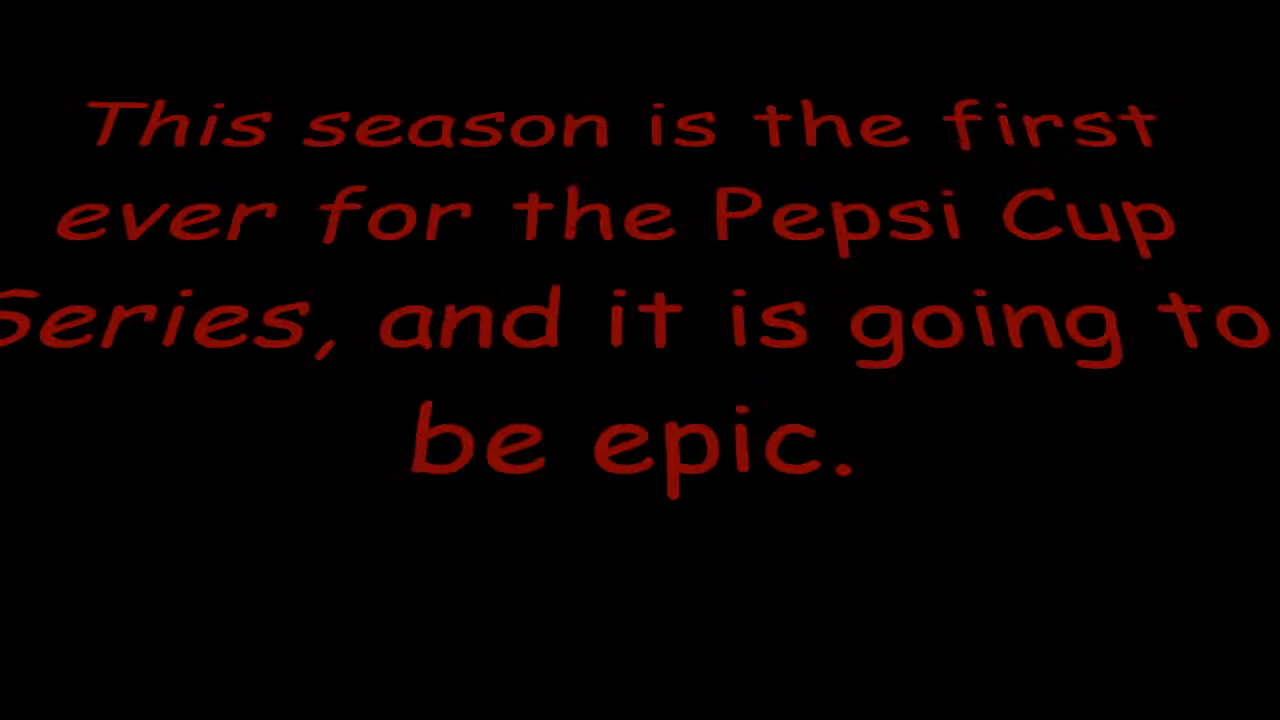 This season is the first
ever for the Pepsi Cup
Series, and it is going to
be epic.